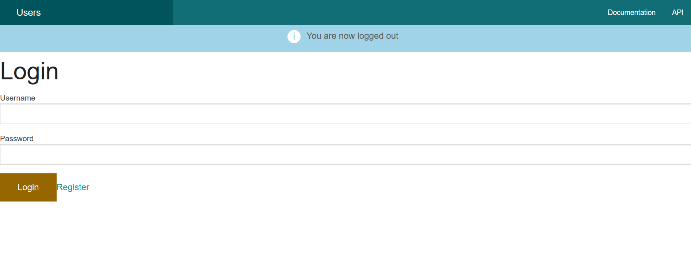 Users
Documentation
API
You are now logged out
Login
Username
Password
Login
Register